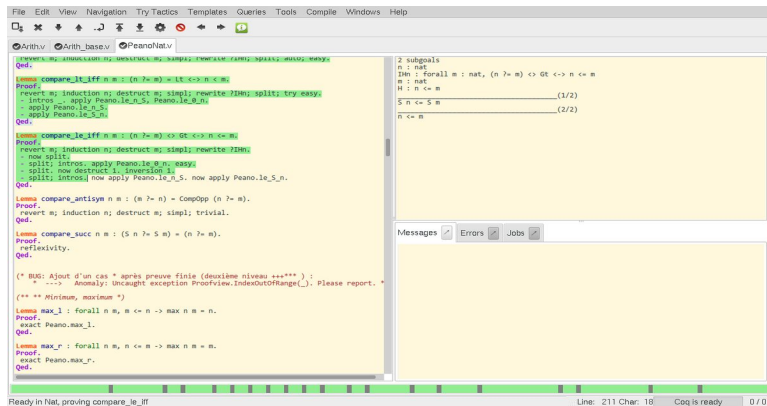 File Edit View Navigation Try Tactics Templates Queries Tools Compile Windows Help
Arith.v Arith_base.v PeanoNat.v
revert m; induction n; destruct m; simpl; rewrite ?IHn; split; auto; easy.
Qed.
Lemma compare_lt_iff n m : (n ?= m) = Lt <-> n < m.
Proof.
revert m; induction n; destruct m; simpl; rewrite ?IHn; split; try easy.
- intros _. apply Peano.le_n_S, Peano.le_0_n.
- apply Peano.le_n_S.
- apply Peano.le_S_n.
Qed.
Lemma compare_le_iff n m : (n ?= m) <> Gt <-> n <= m.
Proof.
revert m; induction n; destruct m; simpl; rewrite ?IHn.
- now split.
- split; intros. apply Peano.le_0_n. easy.
- split. now destruct 1. inversion 1.
- split; intros. now apply Peano.le_n_S. now apply Peano.le_S_n.
Qed.
Lemma compare_antisym n m : (m ?= n) = CompOpp (n ?= m).
Proof.
revert m; induction n; destruct m; simpl; trivial.
Qed.
Lemma compare_succ n m : (S n ?= S m) = (n ?= m).
Proof.
reflexivity.
Qed.
(* BUG: Ajout d'un cas * après preuve finie (deuxième niveau +++*** ) :
* ---> Anomaly: Uncaught exception Proofview.IndexOutOfRange(_). Please report. *
(** ** Minimum, maximum *)
Lemma max_l : forall n m, m <= n -> max n m = n.
Proof.
exact Peano.max_l.
Qed.
Lemma max_r : forall n m, n <= m -> max n m = m.
Proof.
exact Peano.max_r.
Qed.
2 subgoals
n : nat
IHn : forall m : nat, (n ?= m) <> Gt <-> n <= m
m : nat
H : n <= m
(1/2)
S n <= S m
(2/2)
n <= m
Messages Errors Jobs
Ready in Nat, proving compare_le_iff
Line: 211 Char: 18 Coq is ready 0 / 0